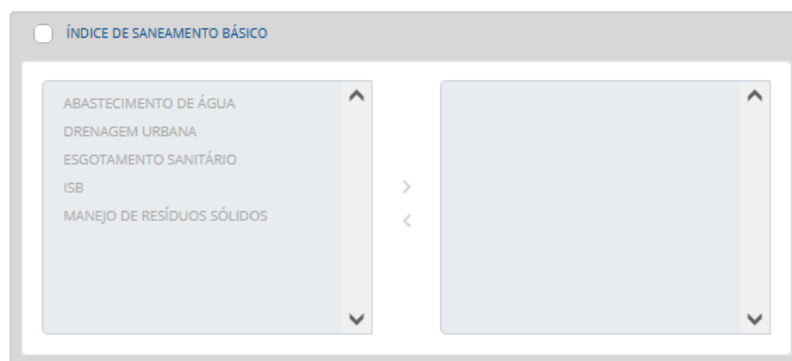 ÍNDICE DE SANEAMENTO BÁSICO
ABASTECIMENTO DE ÁGUA
DRENAGEM URBANA
ESGOTAMENTO SANITÁRIO
ISB
MANEJO DE RESÍDUOS SÓLIDOS